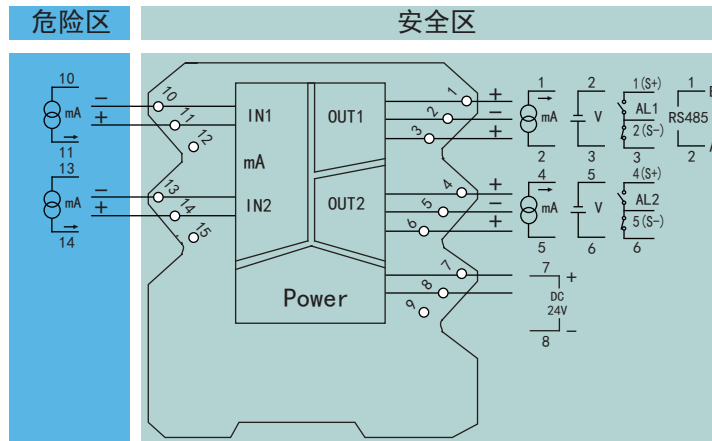 危险区
安全区
10
−
mA
+
11
13
−
mA
+
14
10
11
12
13
14
15
IN1
mA
IN2
OUT1
OUT2
Power
1
2
3
4
5
6
7
8
9
+
−
+
+
−
+
1
mA
2
2
V
3
1(S+)
AL1
2(S-)
3
1
B
RS485
2
A
4
mA
5
5
V
6
4(S+)
AL2
5(S-)
6
7
+
DC
24V
8
−